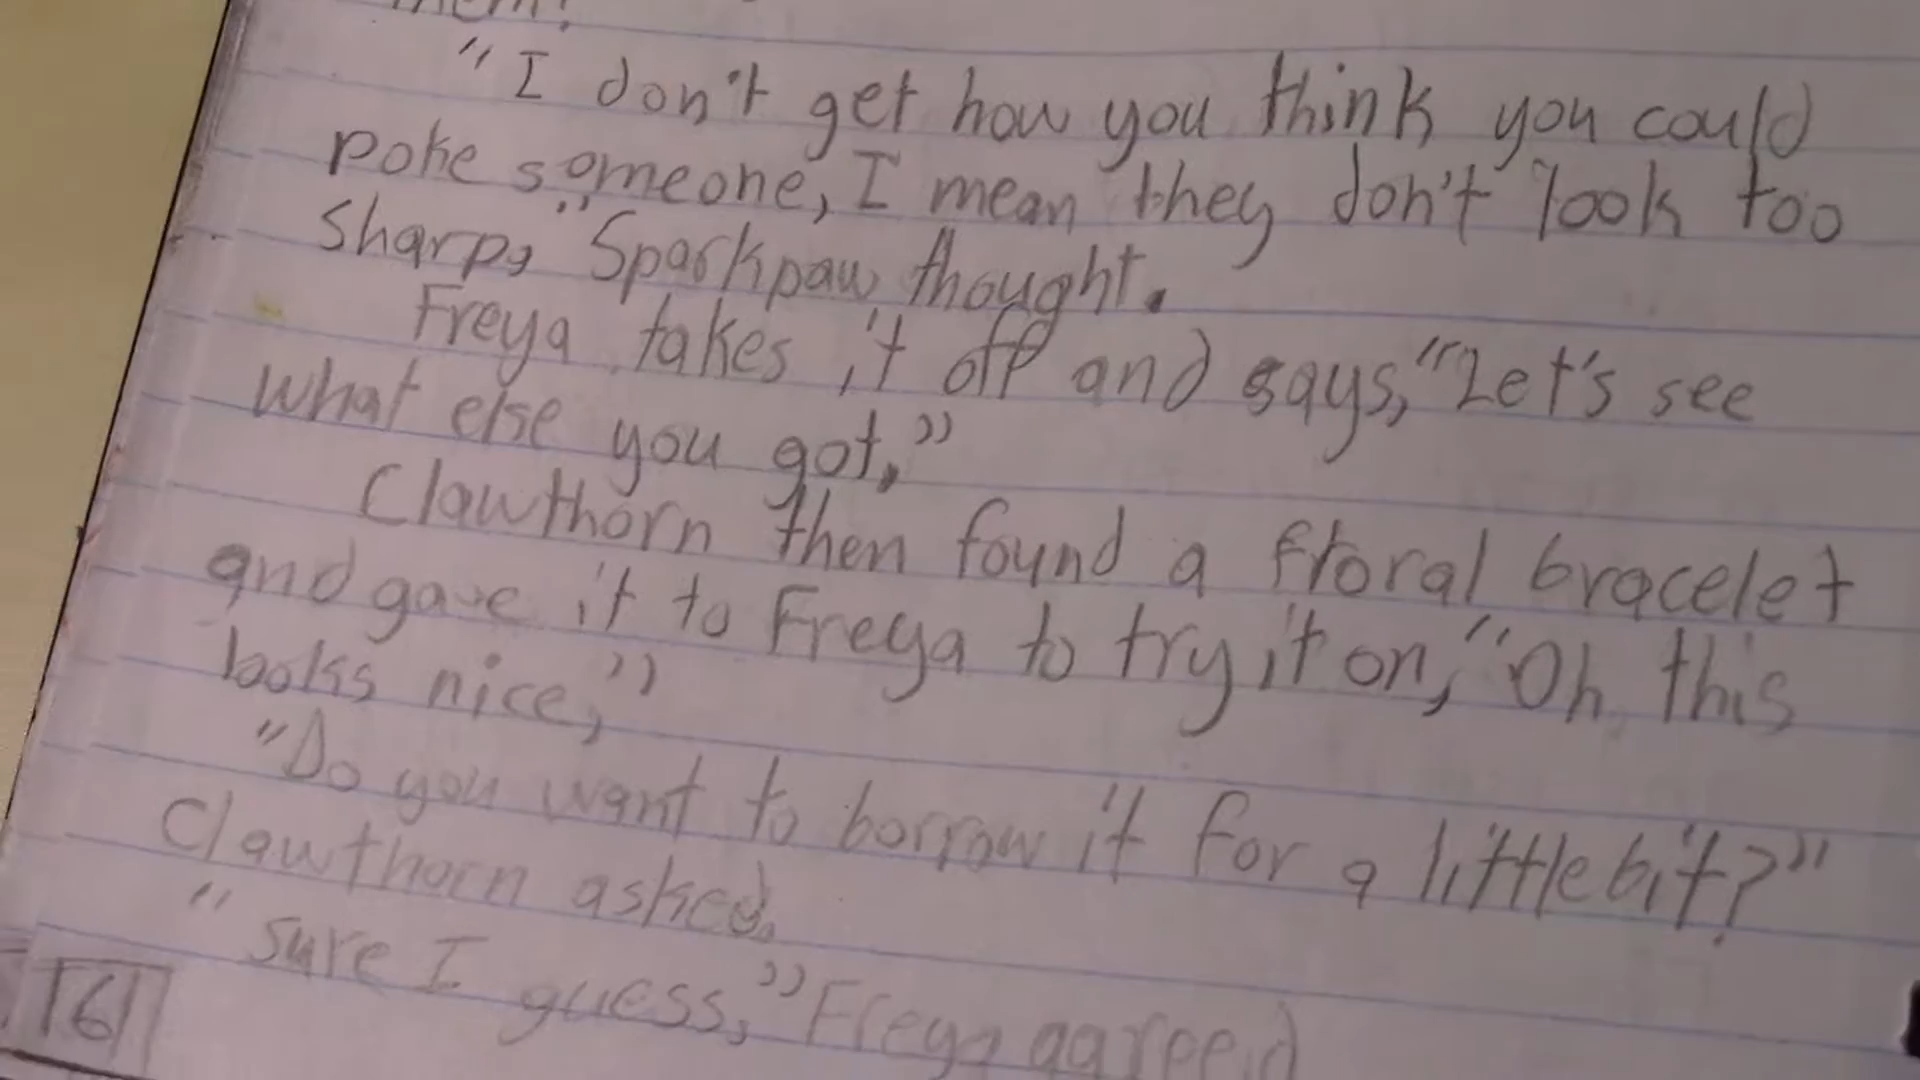 them!
"I don't get how you think you could
poke someone, I mean they don't look too
sharp," Sparkpaw thought.
Freya takes it off and says, "Let's see
what else you got,"
Clawthorn then found a floral bracelet
and gave it to Freya to try it on, "Oh this
looks nice,"
"Do you want to borrow it for a little bit?"
Clawthorn asked.
"Sure I guess," Freya agreed
161